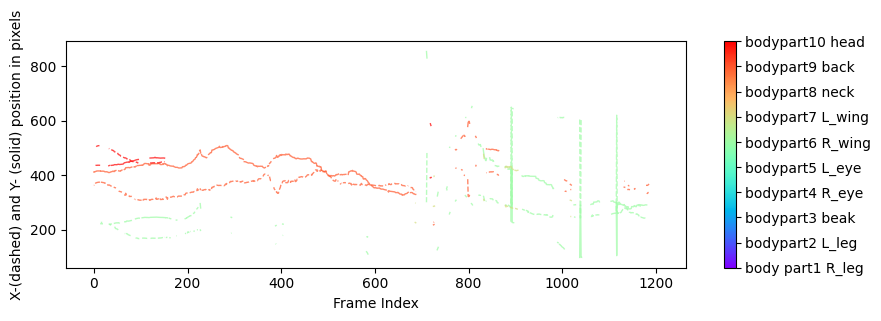 X-(dashed) and Y- (solid) position in pixels
800
600
400
200
0
200
400
600
800
1000
1200
Frame Index
bodypart10 head
bodypart9 back
bodypart8 neck
bodypart7 L_wing
bodypart6 R_wing
bodypart5 L_eye
bodypart4 R_eye
bodypart3 beak
bodypart2 L_leg
body part1 R_leg